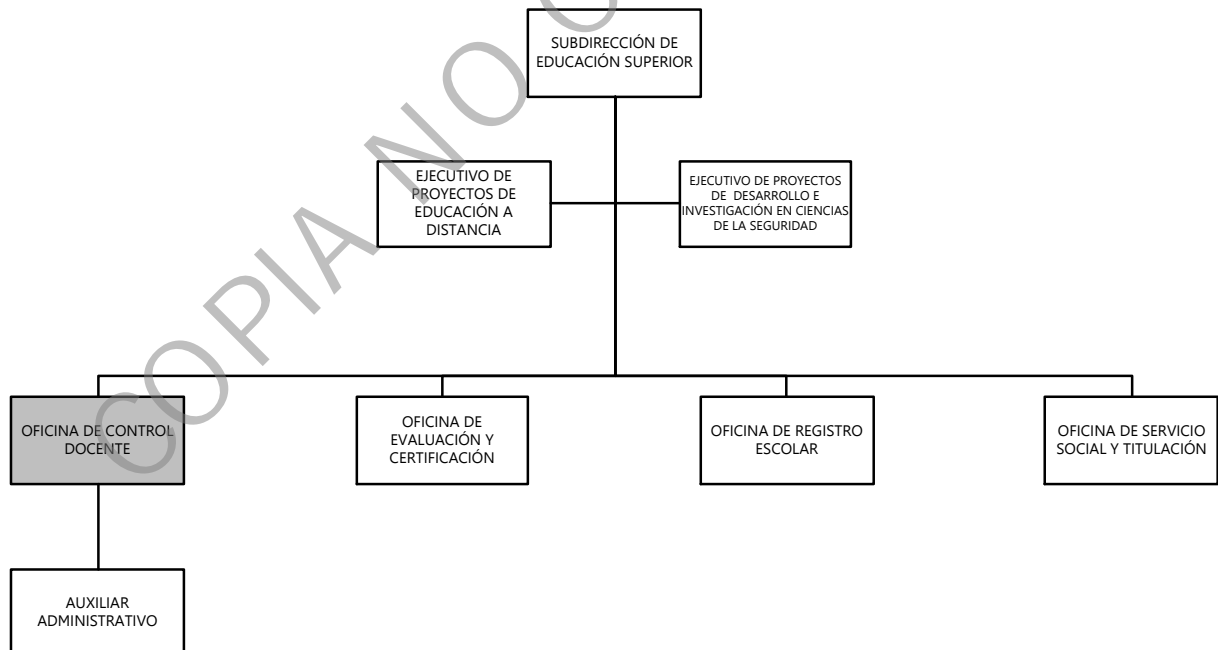 SUBDIRECCIÓN DE
EDUCACIÓN SUPERIOR
EJECUTIVO DE
PROYECTOS DE
EDUCACIÓN A
DISTANCIA
EJECUTIVO DE PROYECTOS
DE DESARROLLO E
INVESTIGACIÓN EN CIENCIAS
DE LA SEGURIDAD
OFICINA DE CONTROL
DOCENTE
OFICINA DE
EVALUACIÓN Y
CERTIFICACIÓN
OFICINA DE REGISTRO
ESCOLAR
OFICINA DE SERVICIO
SOCIAL Y TITULACIÓN
AUXILIAR
ADMINISTRATIVO
COPIA NO